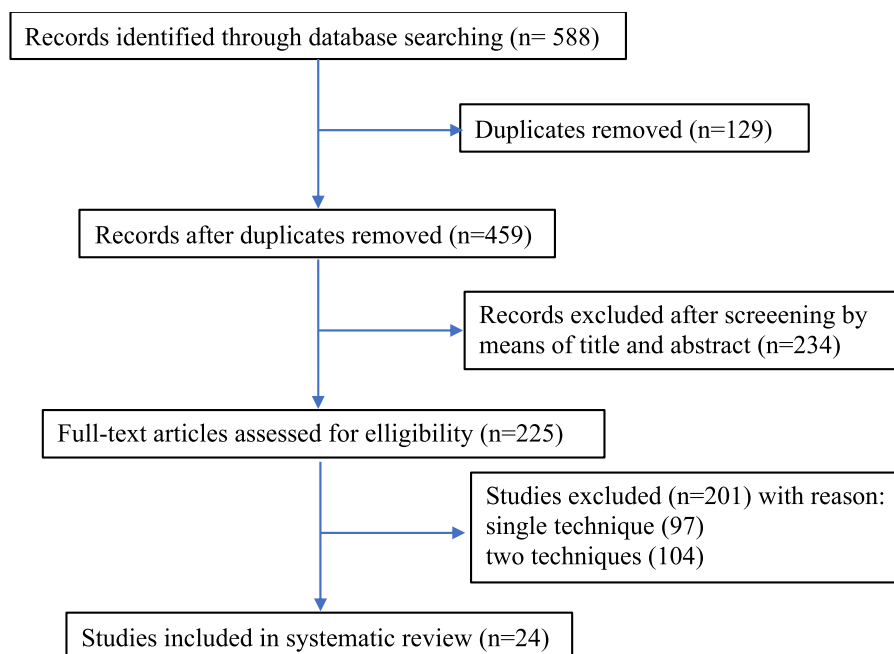 Records identified through database searching (n= 588)
Duplicates removed (n=129)
Records after duplicates removed (n=459)
Records excluded after screeening by
means of title and abstract (n=234)
Full-text articles assessed for elligibility (n=225)
Studies excluded (n=201) with reason:
single technique (97)
two techniques (104)
Studies included in systematic review (n=24)